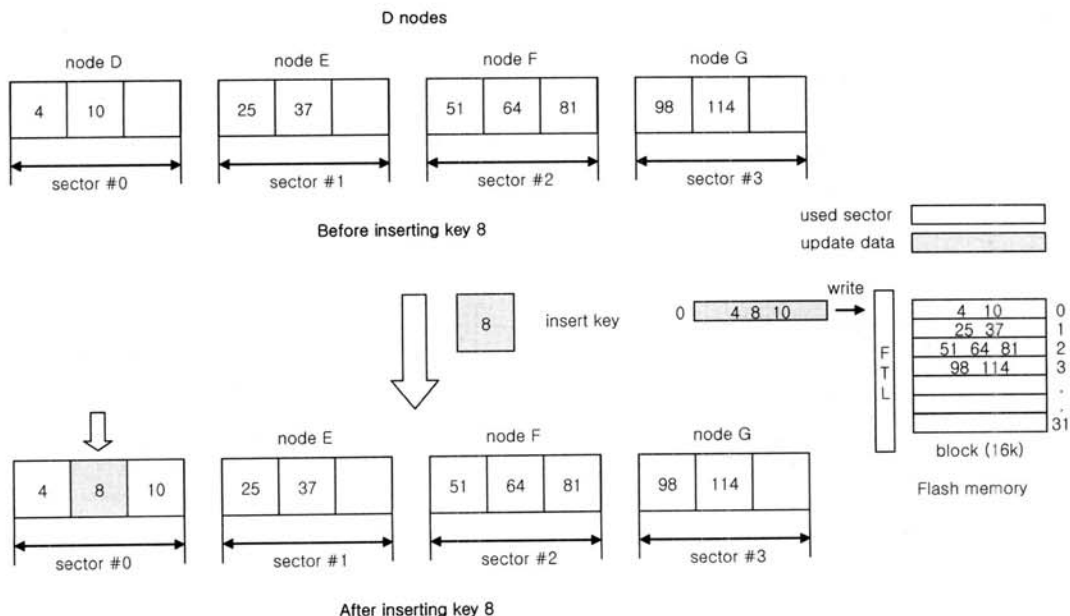 D nodes
node D
node E
node F
node G
4 10
25 37
51 64 81
98 114
sector #0
sector #1
sector #2
sector #3
Before inserting key 8
used sector
update data
8
insert key
0
4 8 10
write
FTL
4 10 0
25 37 1
51 64 81 2
98 114 3
.
.
31
block (16k)
Flash memory
node E
node F
node G
4 8 10
25 37
51 64 81
98 114
sector #0
sector #1
sector #2
sector #3
After inserting key 8